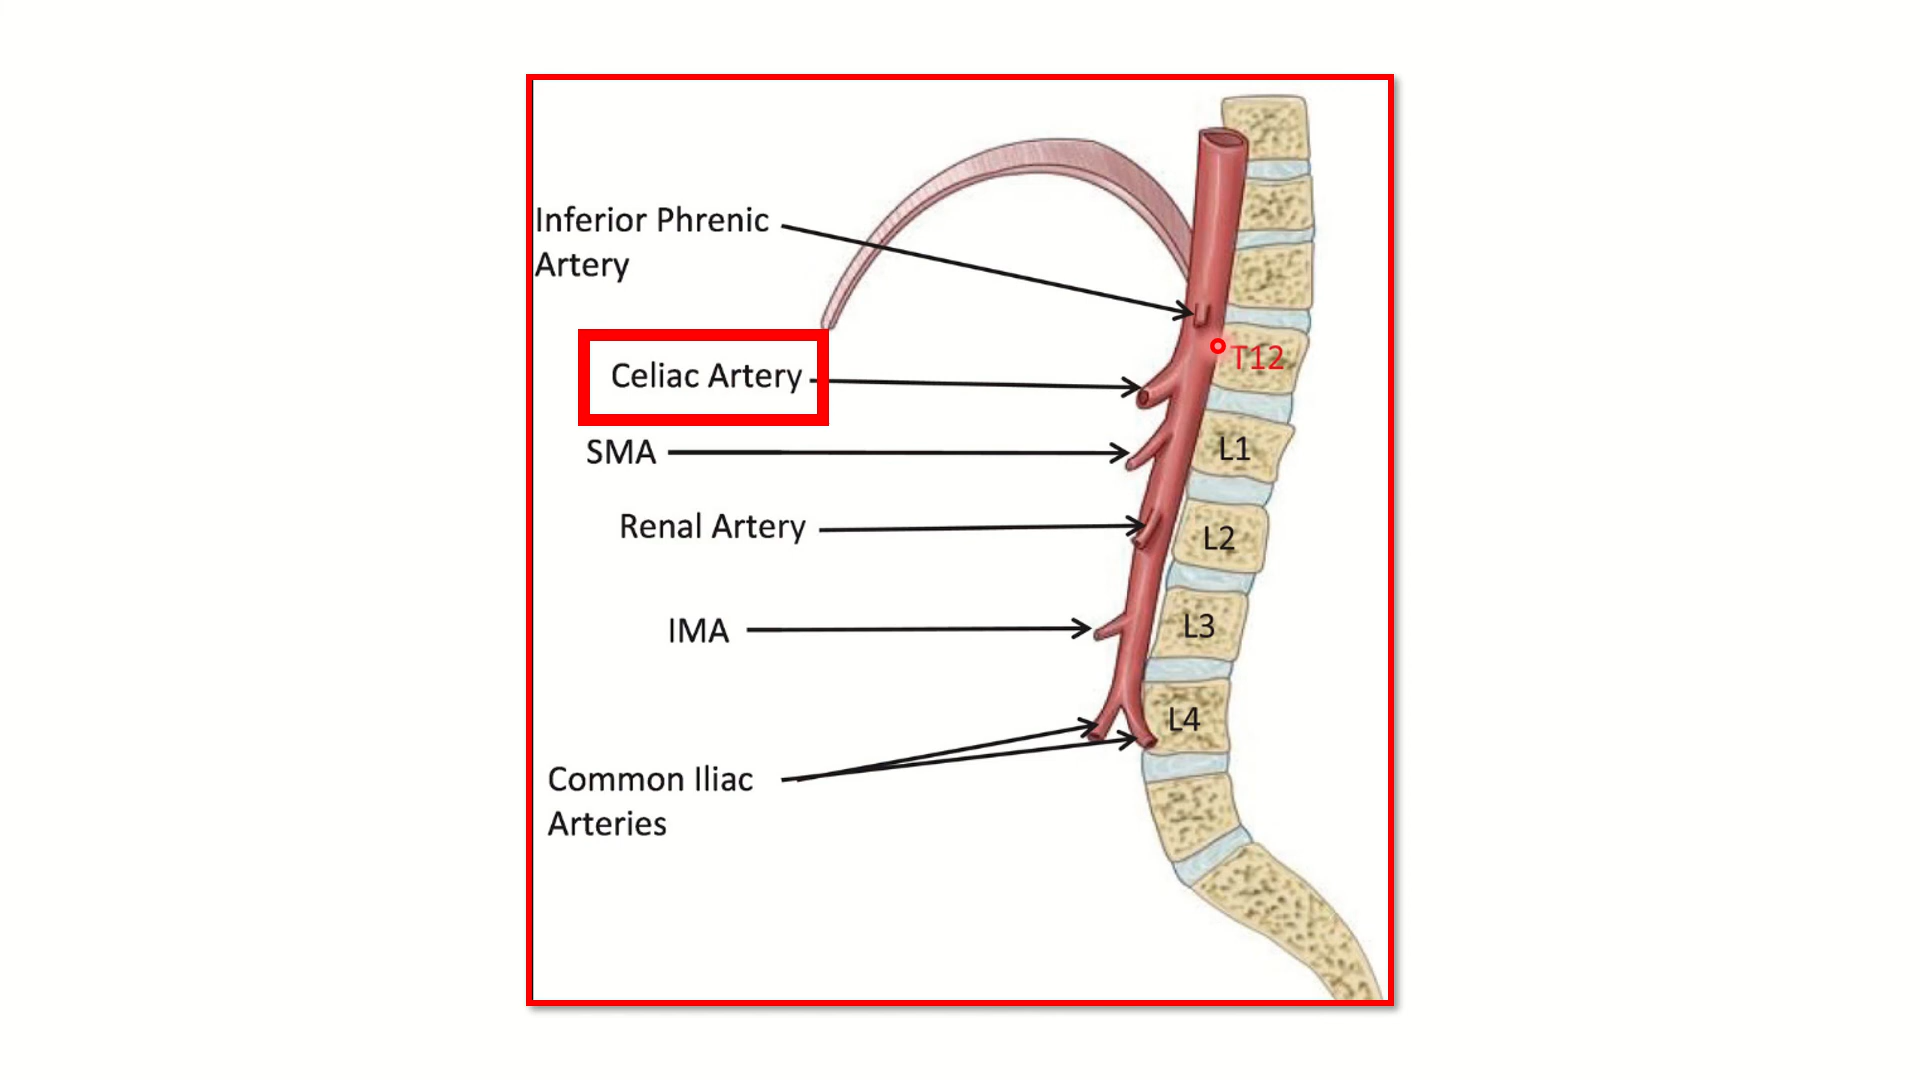 Inferior Phrenic
Artery
Celiac Artery
T12
SMA
L1
Renal Artery
L2
IMA
L3
L4
Common Iliac
Arteries